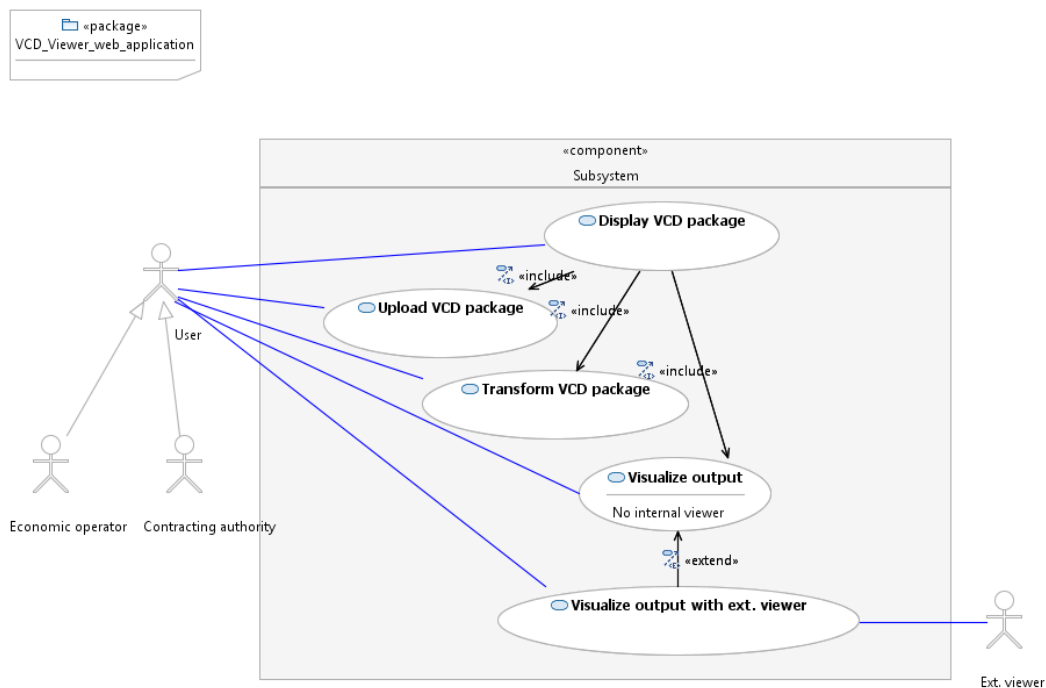 «package»
VCD_Viewer_web_application
«component»
Subsystem
Display VCD package
«include»
Upload VCD package
«include»
User
«include»
Transform VCD package
Visualize output
No internal viewer
Economic operator
Contracting authority
«extend»
Visualize output with ext. viewer
Ext. viewer